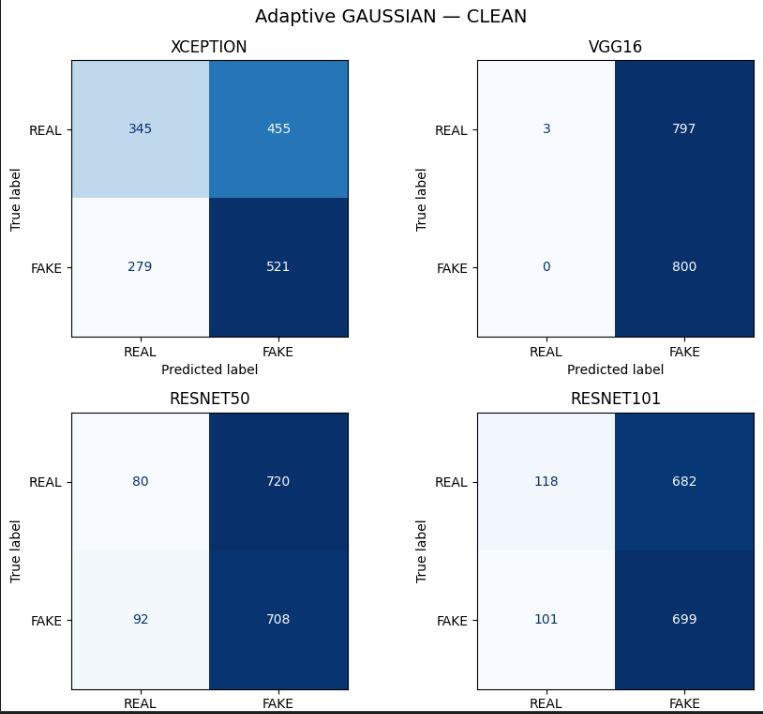 Adaptive GAUSSIAN — CLEAN
XCEPTION
VGG16
True label
REAL
345
455
FAKE
279
521
REAL
FAKE
Predicted label
True label
REAL
3
797
FAKE
0
800
REAL
FAKE
Predicted label
RESNET50
RESNET101
True label
REAL
80
720
FAKE
92
708
REAL
FAKE
True label
REAL
118
682
FAKE
101
699
REAL
FAKE